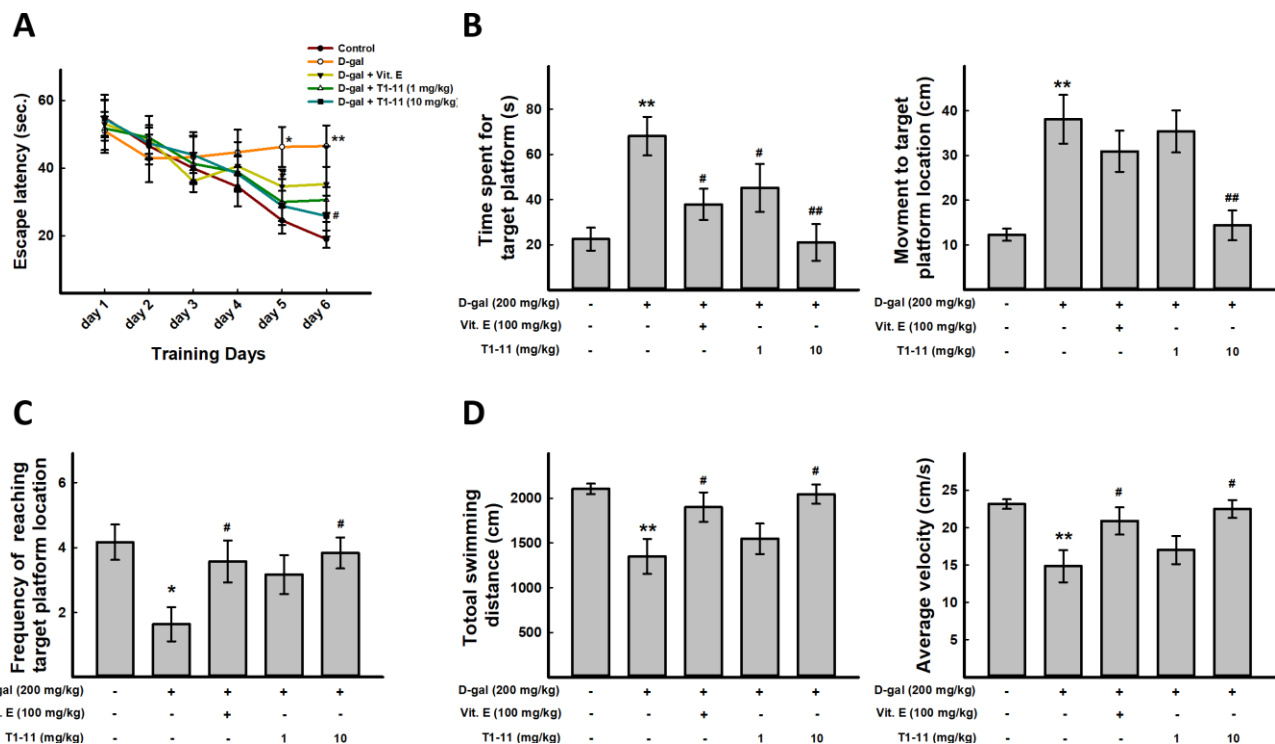 A
Control
D-gal
D-gal + Vit. E
D-gal + T1-11 (1 mg/kg)
D-gal + T1-11 (10 mg/kg)
Escape latency (sec.)
60
40
20
* **
#
day 1 day 2 day 3 day 4 day 5 day 6
Training Days
B
Time spent for
target platform (s)
80
60
40
20
0
** # # ##
D-gal (200 mg/kg) - + + + +
Vit. E (100 mg/kg) - - + - -
T1-11 (mg/kg) - - - 1 10
Movment to target
platform location (cm)
40
30
20
10
0
** ##
D-gal (200 mg/kg) - + + + +
Vit. E (100 mg/kg) - - + - -
T1-11 (mg/kg) - - - 1 10
C
Frequency of reaching
target platform location
6
4
2
* # #
-gal (200 mg/kg) - + + + +
t. E (100 mg/kg) - - + - -
T1-11 (mg/kg) - - - 1 10
D
Totoal swimming
distance (cm)
2000
1500
1000
500
** # #
D-gal (200 mg/kg) - + + + +
Vit. E (100 mg/kg) - - + - -
T1-11 (mg/kg) - - - 1 10
Average velocity (cm/s)
25
20
15
10
5
** # #
D-gal (200 mg/kg) - + + + +
Vit. E (100 mg/kg) - - + - -
T1-11 (mg/kg) - - - 1 10